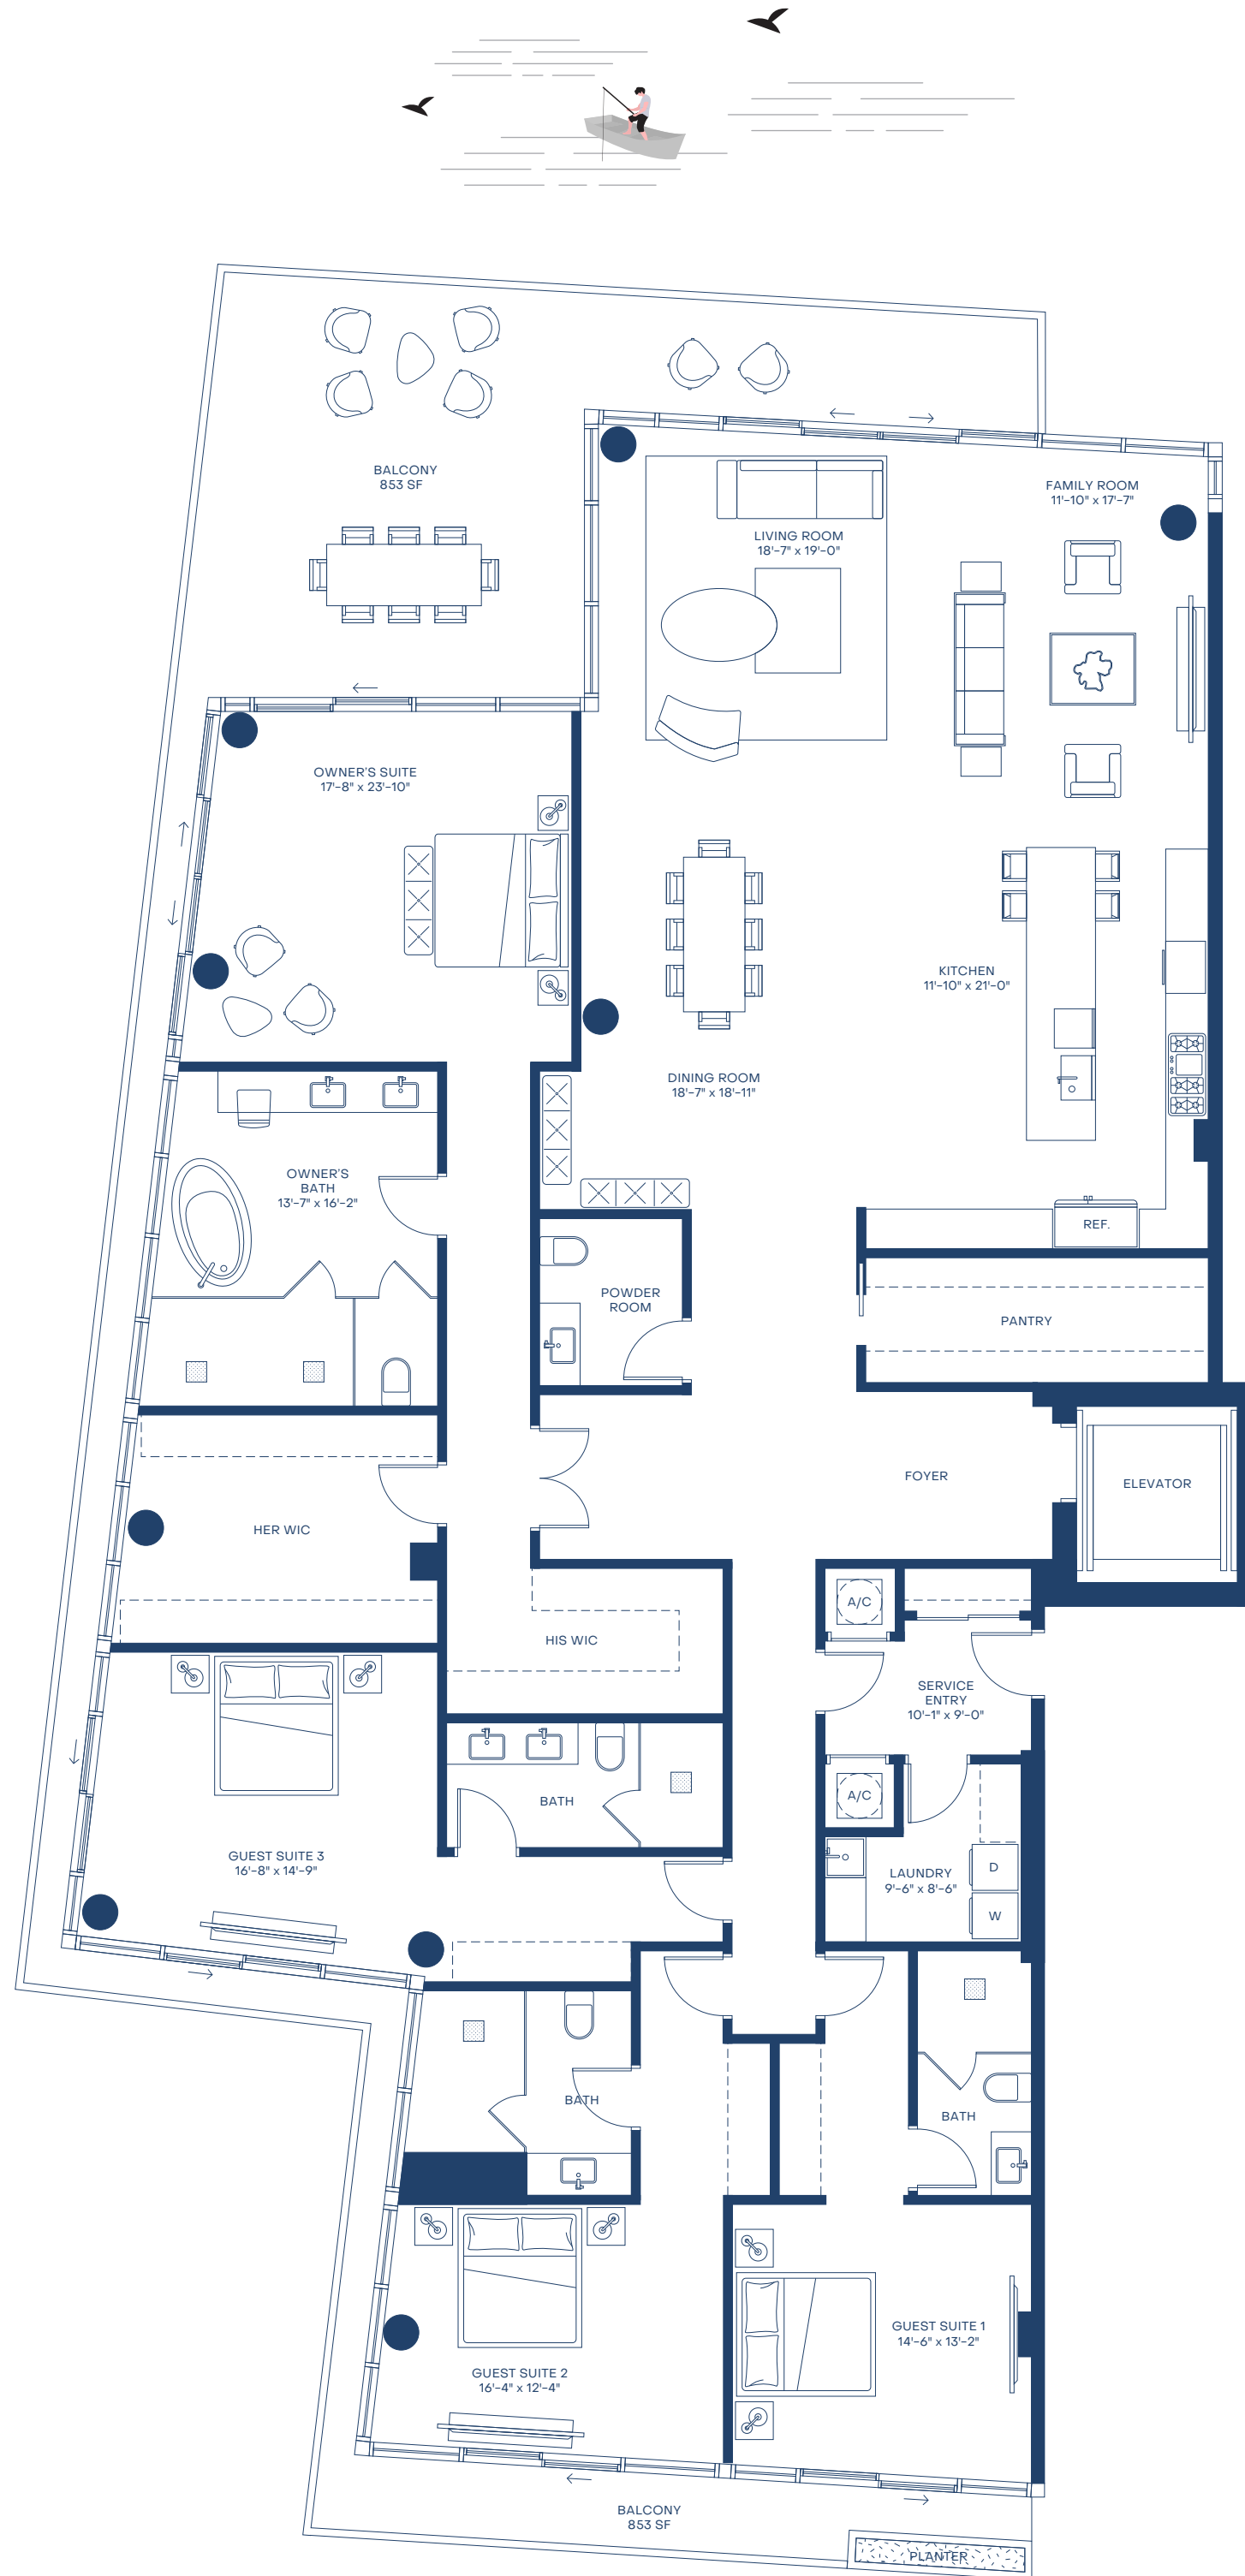 BALCONY
853 SF
FAMILY ROOM
11'-10" x 17'-7"
LIVING ROOM
18'-7" x 19'-0"
OWNER'S SUITE
17'-8" x 23'-10"
KITCHEN
11'-10" x 21'-0"
DINING ROOM
18'-7" x 18'-11"
OWNER'S
BATH
13'-7" x 16'-2"
REF.
POWDER
ROOM
PANTRY
FOYER
ELEVATOR
HER WIC
A/C
HIS WIC
SERVICE
ENTRY
10'-1" x 9'-0"
A/C
BATH
GUEST SUITE 3
16'-8" x 14'-9"
LAUNDRY
9'-6" x 8'-6"
D
W
BATH
BATH
GUEST SUITE 1
14'-6" x 13'-2"
GUEST SUITE 2
16'-4" x 12'-4"
BALCONY
853 SF
PLANTER